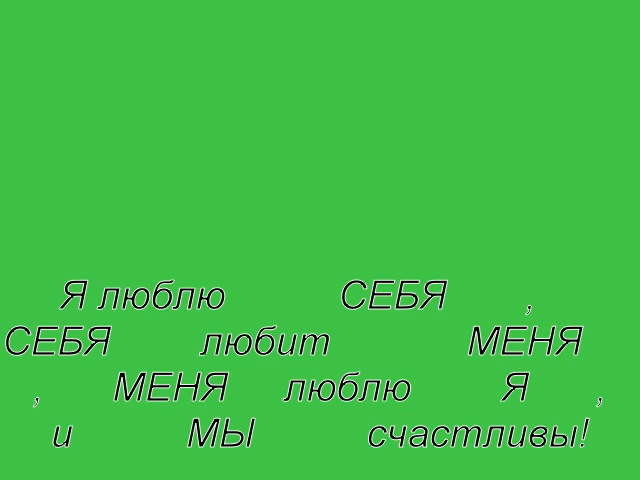 Я люблю СЕБЯ ,
СЕБЯ любит МЕНЯ
, МЕНЯ люблю Я ,
и МЫ счастливы!